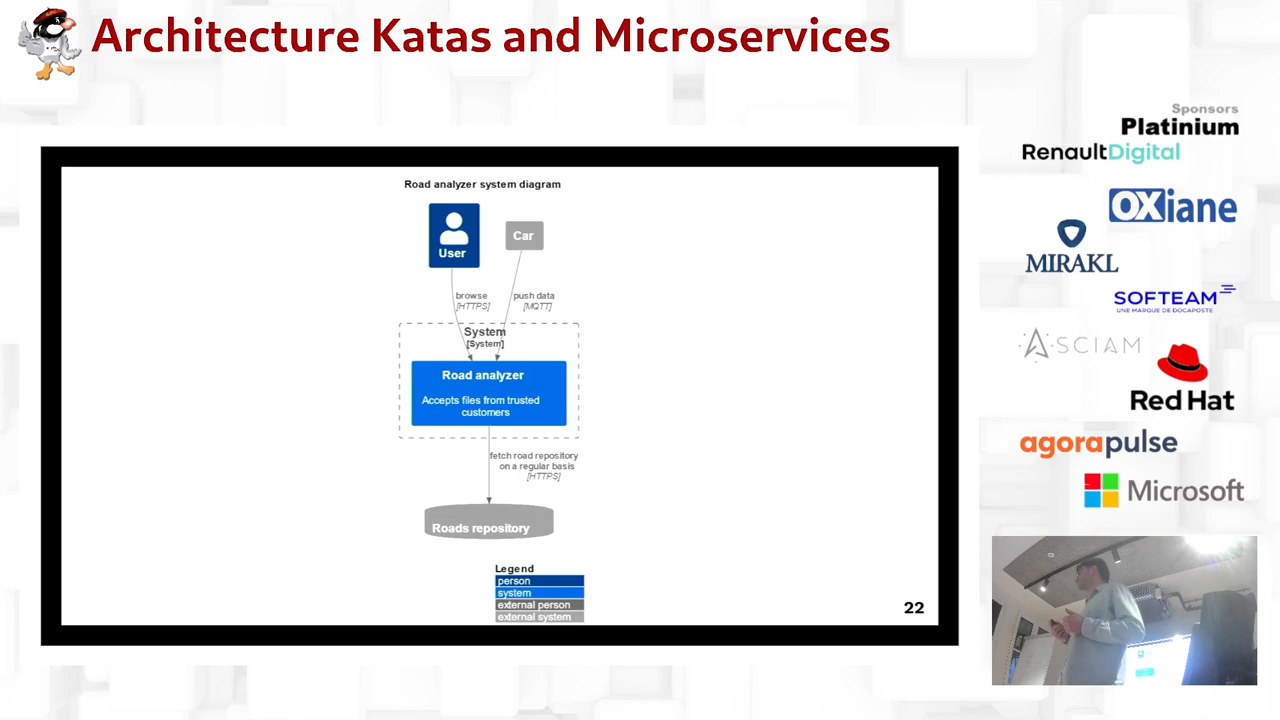 Architecture Katas and Microservices
Sponsors
Platinium
RenaultDigital
OXiane
MIRAKL
SOFTEAM
UNE MARQUE DE DOCAPOSTE
ASCIAM
Red Hat
agorapulse
Microsoft
Road analyzer system diagram
User
Car
browse
[HTTPS]
push data
[MQTT]
System
[System]
Road analyzer
Accepts files from trusted
customers
fetch road repository
on a regular basis
[HTTPS]
Roads repository
Legend
person
system
external person
external system
22